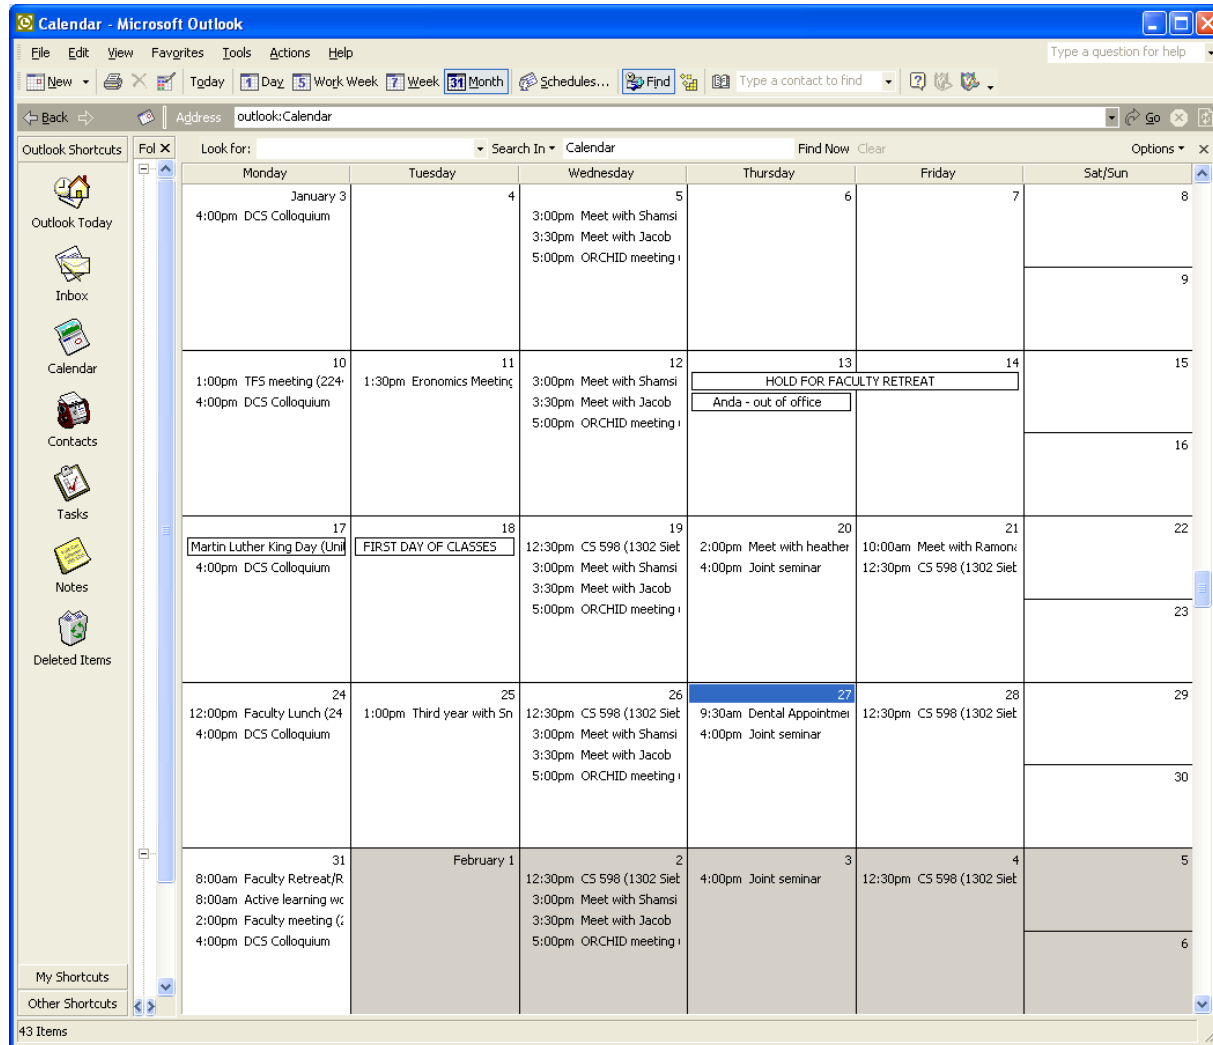 Calendar - Microsoft Outlook
File Edit View Favorites Tools Actions Help Type a question for help
New Today 1 Day 5 Work Week 7 Week 31 Month Schedules... Find Type a contact to find
Back Address outlook:Calendar Go
Outlook Shortcuts Fol X Look for: Search In Calendar Find Now Clear Options
Monday Tuesday Wednesday Thursday Friday Sat/Sun
January 3 4 5 6 7 8
4:00pm DCS Colloquium 3:00pm Meet with Shamsi
3:30pm Meet with Jacob
5:00pm ORCHID meeting
9
10 11 12 13 14 15
1:00pm TFS meeting (224 1:30pm Eronomics Meeting 3:00pm Meet with Shamsi HOLD FOR FACULTY RETREAT
4:00pm DCS Colloquium 3:30pm Meet with Jacob Anda - out of office
5:00pm ORCHID meeting
16
17 18 19 20 21 22
Martin Luther King Day (Uni FIRST DAY OF CLASSES 12:30pm CS 598 (1302 Sieb 2:00pm Meet with heather 10:00am Meet with Ramona
4:00pm DCS Colloquium 3:00pm Meet with Shamsi 4:00pm Joint seminar 12:30pm CS 598 (1302 Sieb
3:30pm Meet with Jacob
5:00pm ORCHID meeting
23
24 25 26 27 28 29
12:00pm Faculty Lunch (24 1:00pm Third year with Sn 12:30pm CS 598 (1302 Sieb 9:30am Dental Appointmen 12:30pm CS 598 (1302 Sieb
4:00pm DCS Colloquium 3:00pm Meet with Shamsi 4:00pm Joint seminar
3:30pm Meet with Jacob
5:00pm ORCHID meeting
30
31 February 1 2 3 4 5
8:00am Faculty Retreat/R 12:30pm CS 598 (1302 Sieb 4:00pm Joint seminar 12:30pm CS 598 (1302 Sieb
8:00am Active learning wo 3:00pm Meet with Shamsi
2:00pm Faculty meeting (2 3:30pm Meet with Jacob
4:00pm DCS Colloquium 5:00pm ORCHID meeting
6
Outlook Today
Inbox
Calendar
Contacts
Tasks
Notes
Deleted Items
My Shortcuts
Other Shortcuts
43 Items